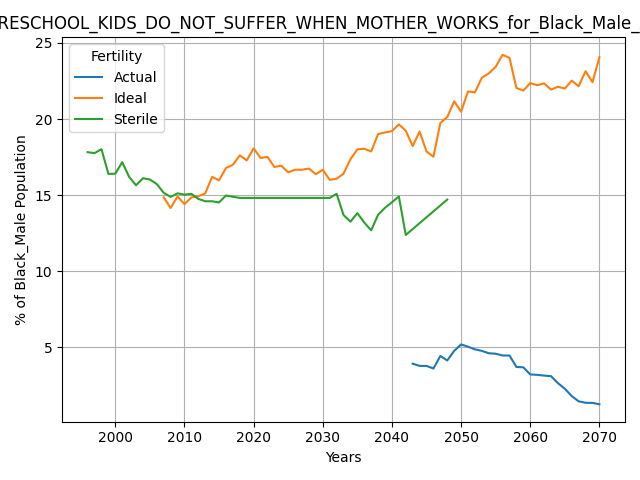 RESCHOOL_KIDS_DO_NOT_SUFFER_WHEN_MOTHER_WORKS_for_Black_Male_
Fertility
Actual
Ideal
Sterile
% of Black_Male Population
25
20
15
10
5
2000 2010 2020 2030 2040 2050 2060 2070
Years